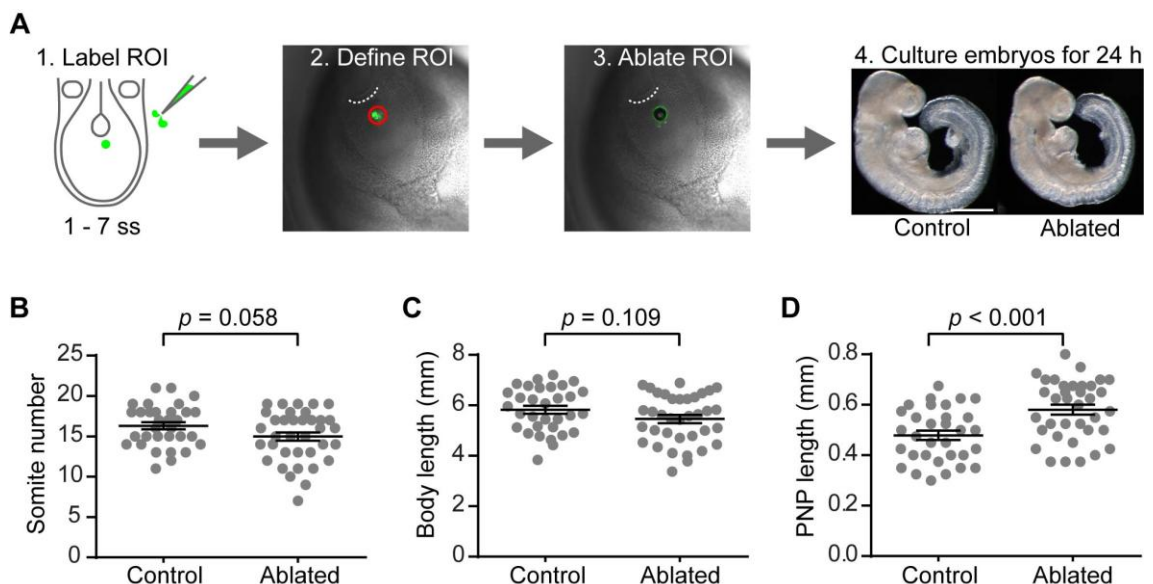 A
1. Label ROI
2. Define ROI
3. Ablate ROI
4. Culture embryos for 24 h
1 - 7 ss
Control
Ablated
B
p = 0.058
Somite number
25
20
15
10
5
0
Control
Ablated
C
p = 0.109
Body length (mm)
8
6
4
2
0
Control
Ablated
D
p < 0.001
PNP length (mm)
0.8
0.6
0.4
0.2
0.0
Control
Ablated